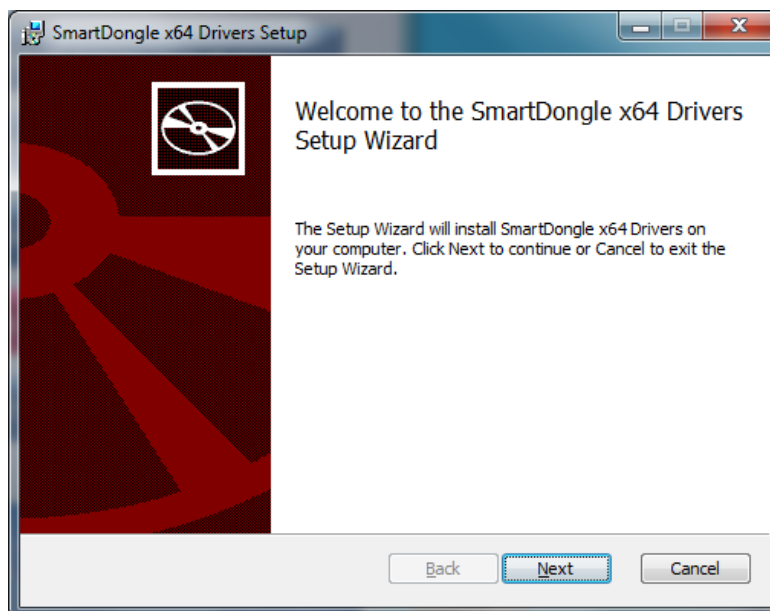 SmartDongle x64 Drivers Setup
Welcome to the SmartDongle x64 Drivers
Setup Wizard
The Setup Wizard will install SmartDongle x64 Drivers on
your computer. Click Next to continue or Cancel to exit the
Setup Wizard.
Back Next Cancel